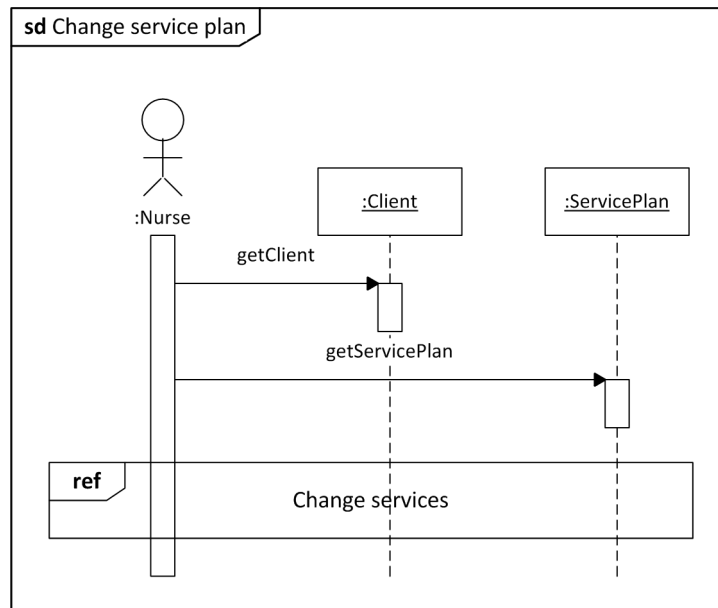 sd Change service plan
:Nurse
:Client
:ServicePlan
getClient
getServicePlan
ref
Change services